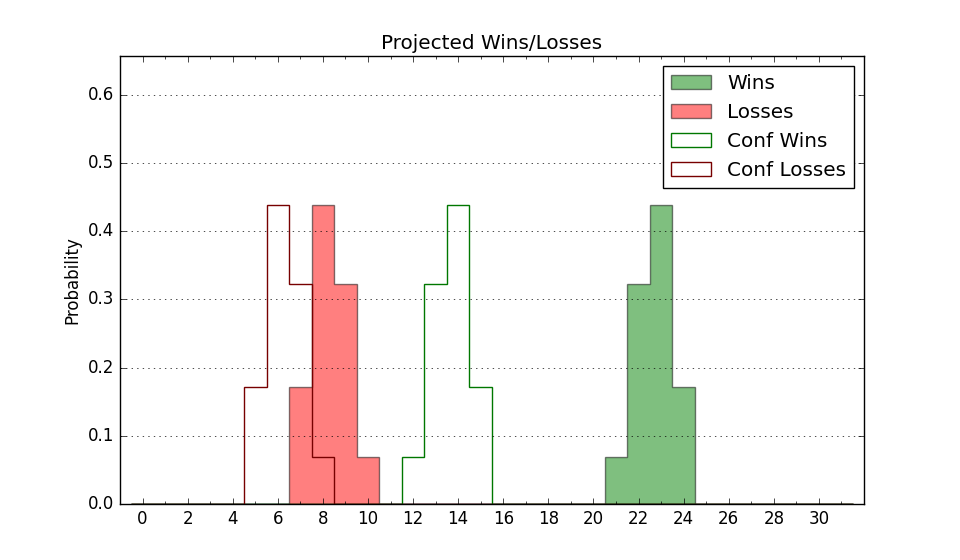 Projected Wins/Losses
Probability
0.6
0.5
0.4
0.3
0.2
0.1
0.0
0 2 4 6 8 10 12 14 16 18 20 22 24 26 28 30
Wins
Losses
Conf Wins
Conf Losses